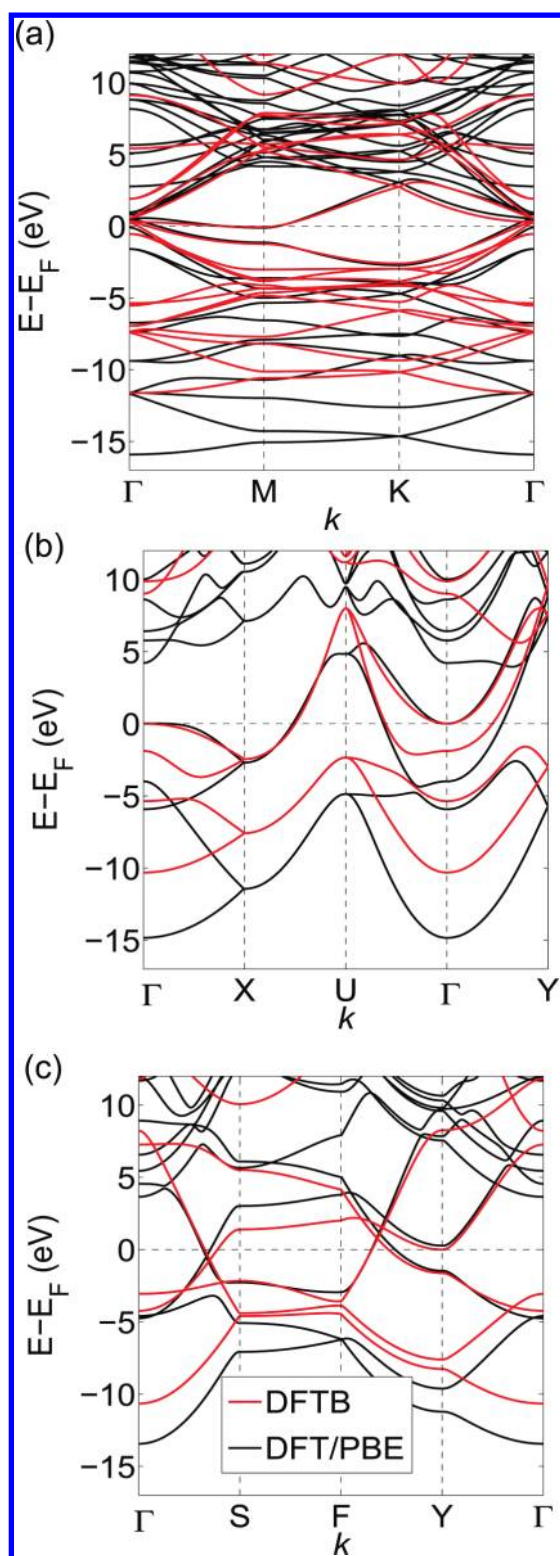 (a)
10
5
0
−5
−10
−15
E−E_F (eV)
Γ M K Γ
k
(b)
10
5
0
−5
−10
−15
E−E_F (eV)
Γ X U Γ Y
k
(c)
10
5
0
−5
−10
−15
E−E_F (eV)
DFTB
DFT/PBE
Γ S F Y Γ
k